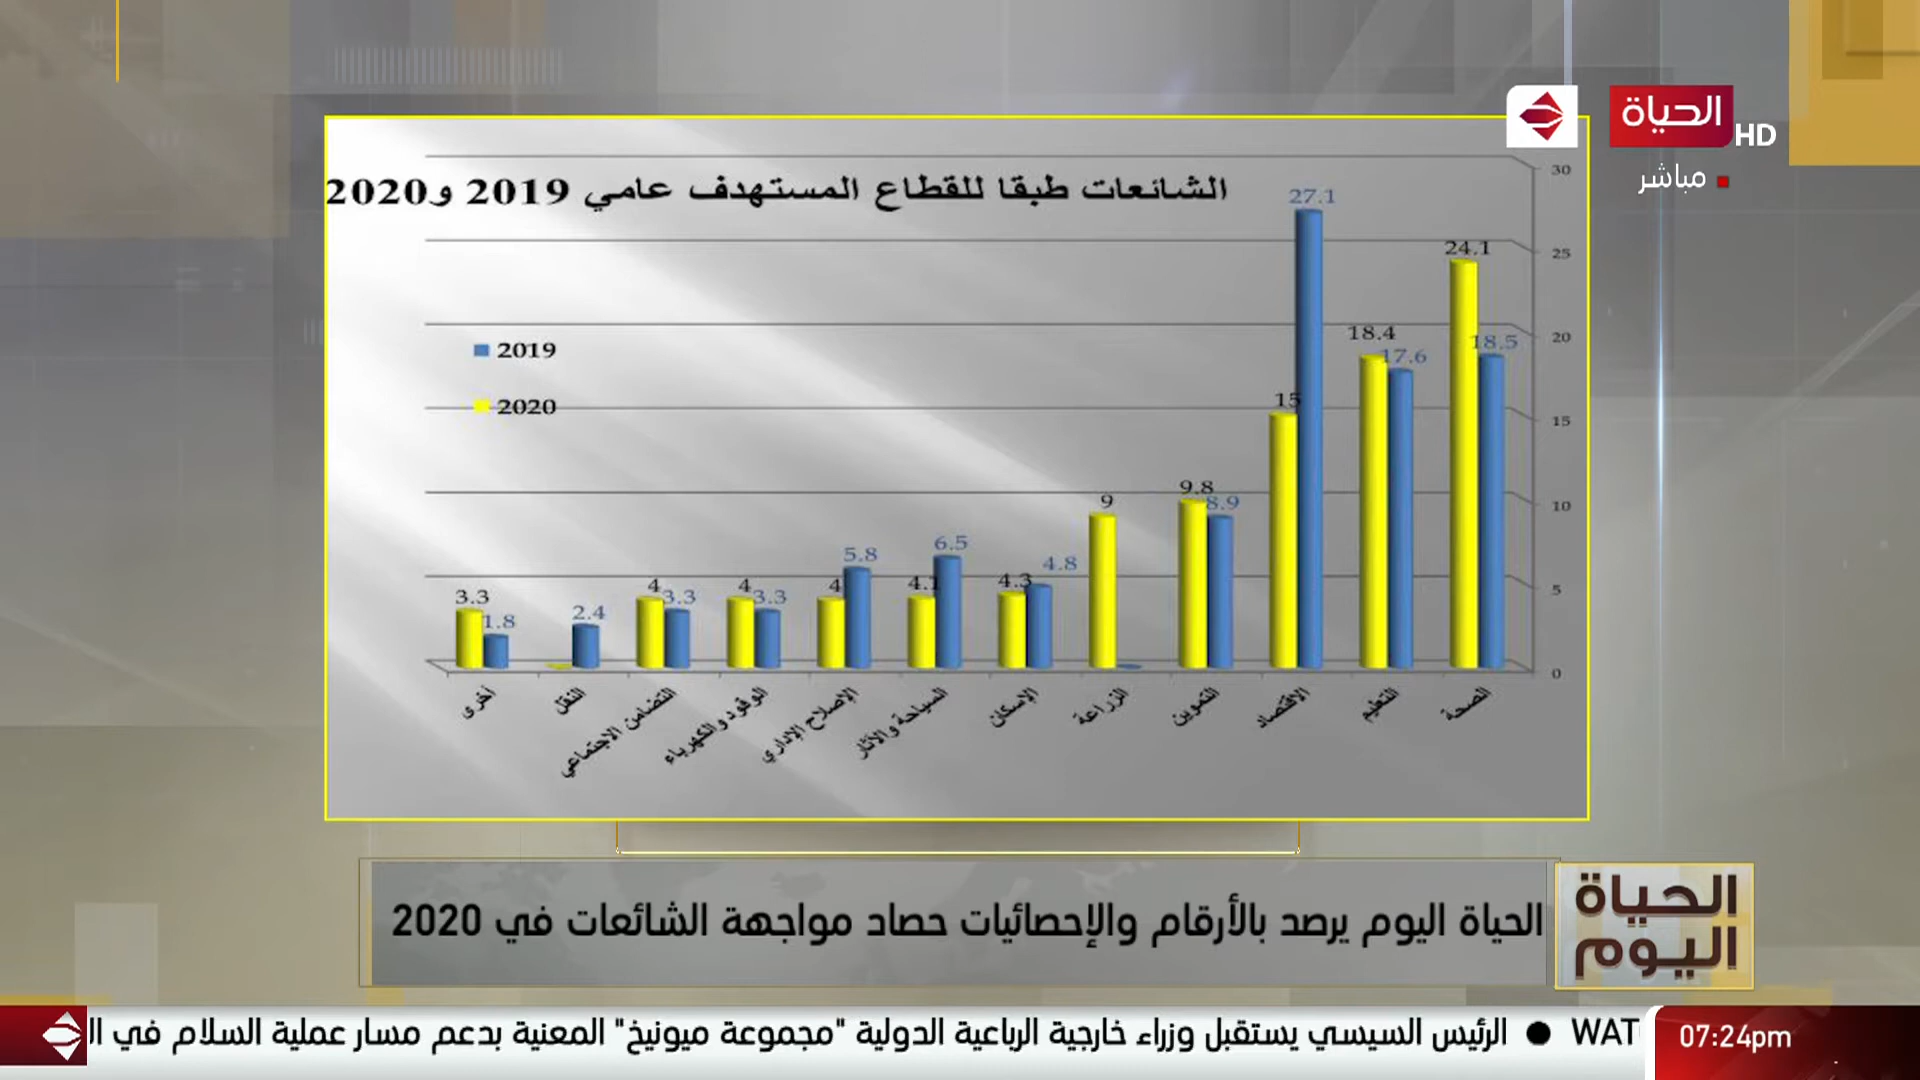 الحياة
HD
مباشر
الشائعات طبقا للقطاع المستهدف عامي 2019 و2020
30
25
20
15
10
5
0
2019
2020
24.1
18.5
18.4
17.6
15
27.1
9.8
8.9
9
4.3
4.8
4.1
6.5
4
5.8
4
3.3
4
3.3
2.4
3.3
1.8
الصحة
التعليم
الاقتصاد
التموين
الزراعة
الإسكان
السياحة والآثار
الإصلاح الإداري
الوقود والكهرباء
التضامن الاجتماعي
النقل
أخرى
الحياة
اليوم
الحياة اليوم يرصد بالأرقام والإحصائيات حصاد مواجهة الشائعات في 2020
07:24pm
WAT ● الرئيس السيسي يستقبل وزراء خارجية الرباعية الدولية "مجموعة ميونيخ" المعنية بدعم مسار عملية السلام في